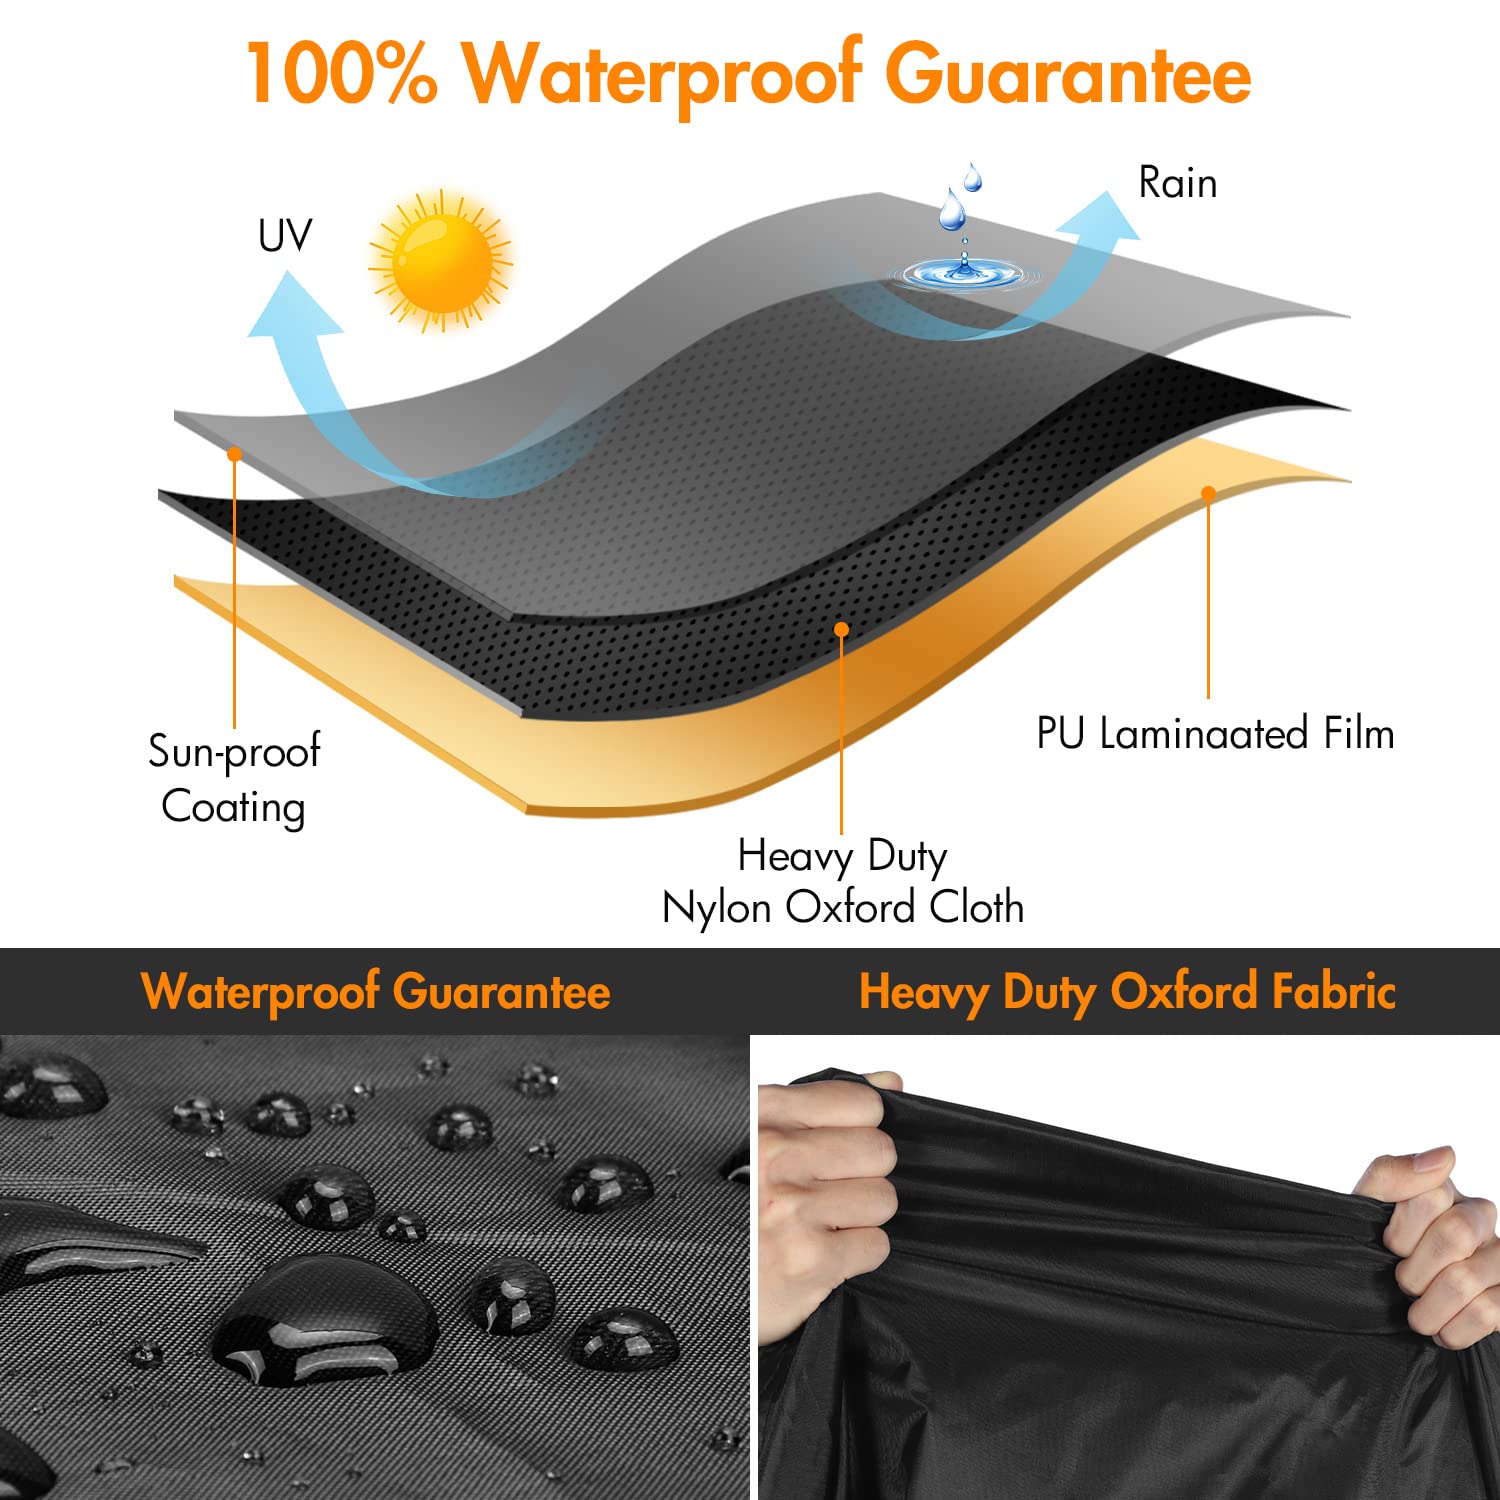 100% Waterproof Guarantee
Rain
UV
Sun-proof
Coating
PU Laminaated Film
Heavy Duty
Nylon Oxford Cloth
Waterproof Guarantee
Heavy Duty Oxford Fabric